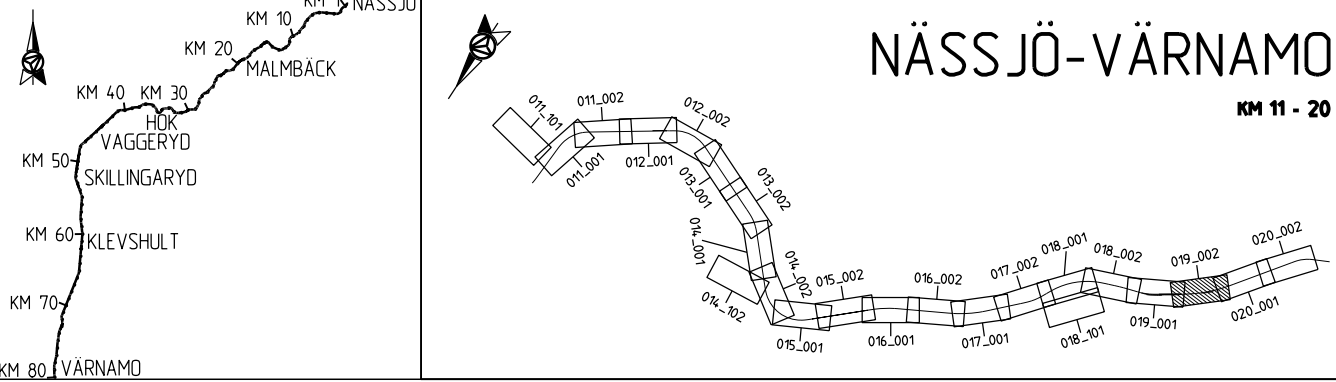 NÄSSJÖ
KM 10
KM 20
MALMBÄCK
KM 40
KM 30
HOK
VAGGERYD
KM 50
SKILLINGARYD
KM 60
KLEVSHULT
KM 70
KM 80
VÄRNAMO
NÄSSJÖ-VÄRNAMO
KM 11 - 20
011_101
011_002
011_001
012_002
012_001
013_001
013_002
014_001
014_002
014_102
015_002
015_001
016_002
016_001
017_002
017_001
018_001
018_101
018_002
019_002
019_001
020_002
020_001